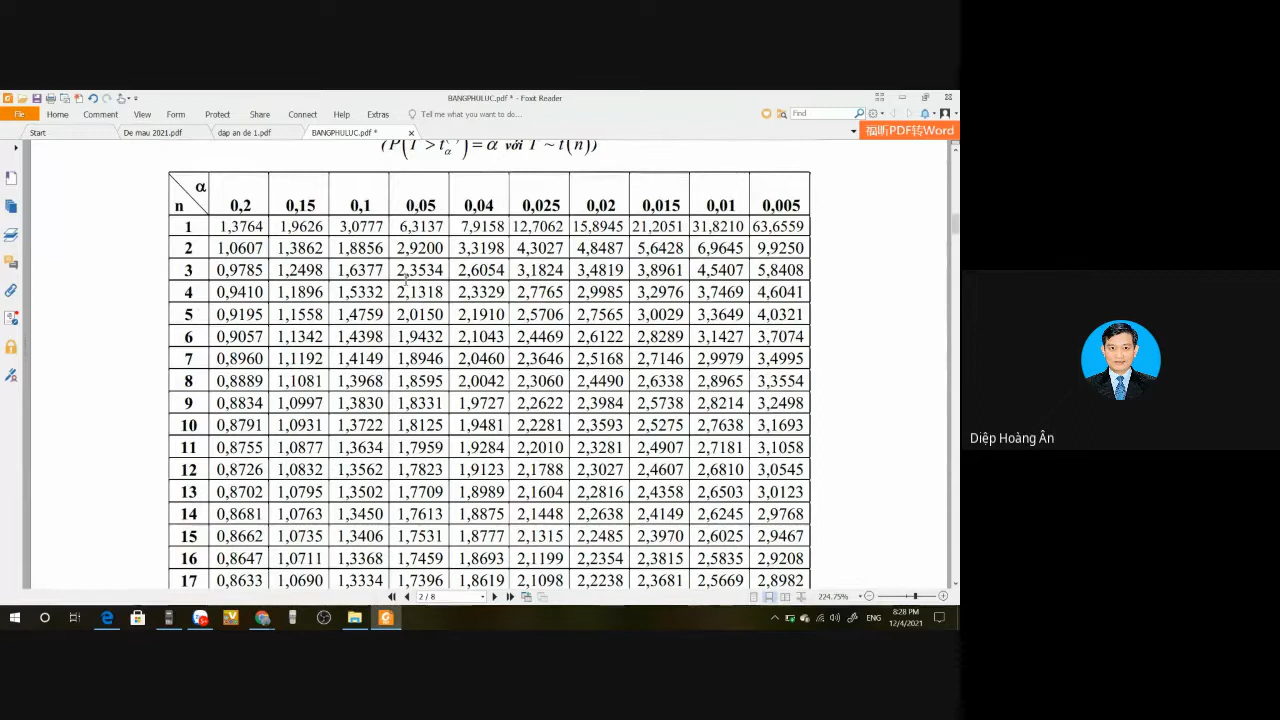 BANGPHULUC.pdf * - Foxit Reader
File Home Comment View Form Protect Share Connect Help Extras Tell me what you want to do... Find
Start De mau 2021.pdf dap an de 1.pdf BANGPHULUC.pdf * 福昕PDF转Word
= α với T ~ t(n))
α
n 0,2 0,15 0,1 0,05 0,04 0,025 0,02 0,015 0,01 0,005
1 1,3764 1,9626 3,0777 6,3137 7,9158 12,7062 15,8945 21,2051 31,8210 63,6559
2 1,0607 1,3862 1,8856 2,9200 3,3198 4,3027 4,8487 5,6428 6,9645 9,9250
3 0,9785 1,2498 1,6377 2,3534 2,6054 3,1824 3,4819 3,8961 4,5407 5,8408
4 0,9410 1,1896 1,5332 2,1318 2,3329 2,7765 2,9985 3,2976 3,7469 4,6041
5 0,9195 1,1558 1,4759 2,0150 2,1910 2,5706 2,7565 3,0029 3,3649 4,0321
6 0,9057 1,1342 1,4398 1,9432 2,1043 2,4469 2,6122 2,8289 3,1427 3,7074
7 0,8960 1,1192 1,4149 1,8946 2,0460 2,3646 2,5168 2,7146 2,9979 3,4995
8 0,8889 1,1081 1,3968 1,8595 2,0042 2,3060 2,4490 2,6338 2,8965 3,3554
9 0,8834 1,0997 1,3830 1,8331 1,9727 2,2622 2,3984 2,5738 2,8214 3,2498
10 0,8791 1,0931 1,3722 1,8125 1,9481 2,2281 2,3593 2,5275 2,7638 3,1693
11 0,8755 1,0877 1,3634 1,7959 1,9284 2,2010 2,3281 2,4907 2,7181 3,1058
12 0,8726 1,0832 1,3562 1,7823 1,9123 2,1788 2,3027 2,4607 2,6810 3,0545
13 0,8702 1,0795 1,3502 1,7709 1,8989 2,1604 2,2816 2,4358 2,6503 3,0123
14 0,8681 1,0763 1,3450 1,7613 1,8875 2,1448 2,2638 2,4149 2,6245 2,9768
15 0,8662 1,0735 1,3406 1,7531 1,8777 2,1315 2,2485 2,3970 2,6025 2,9467
16 0,8647 1,0711 1,3368 1,7459 1,8693 2,1199 2,2354 2,3815 2,5835 2,9208
17 0,8633 1,0690 1,3334 1,7396 1,8619 2,1098 2,2238 2,3681 2,5669 2,8982
2 / 8 224.75%
ENG 8:28 PM
12/4/2021
Diệp Hoàng Ân